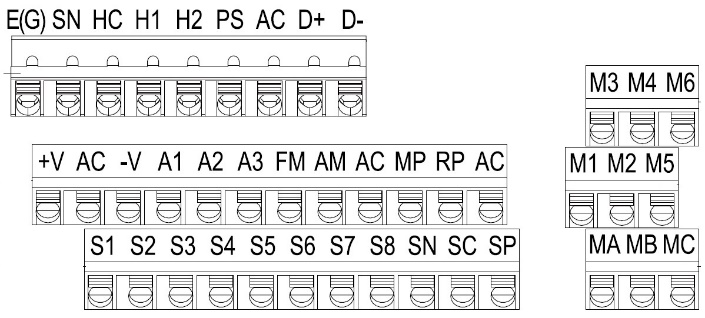 E(G) SN HC H1 H2 PS AC D+ D-
M3 M4 M6
+V AC -V A1 A2 A3 FM AM AC MP RP AC
M1 M2 M5
S1 S2 S3 S4 S5 S6 S7 S8 SN SC SP
MA MB MC